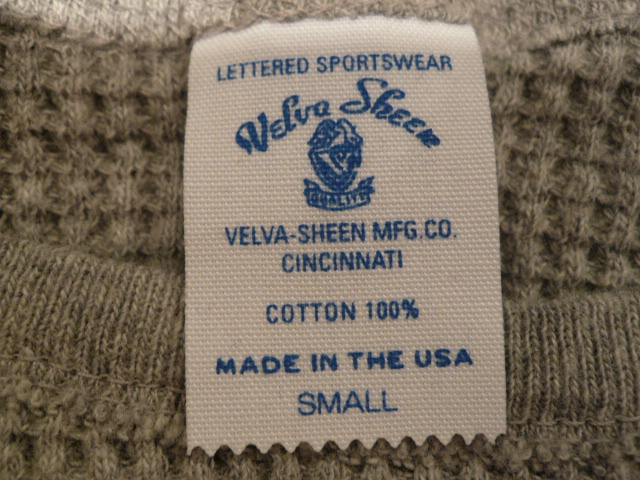 LETTERED SPORTSWEAR
Velva Sheen
QUALITY
VELVA-SHEEN MFG.CO.
CINCINNATI
COTTON 100%
MADE IN THE USA
SMALL